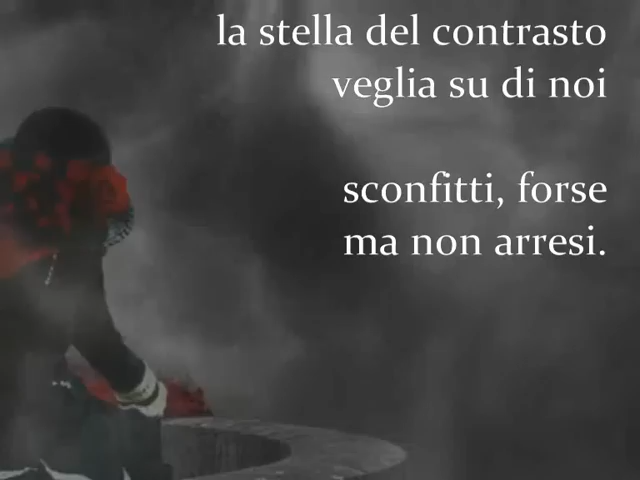 la stella del contrasto
veglia su di noi
sconfitti, forse
ma non arresi.